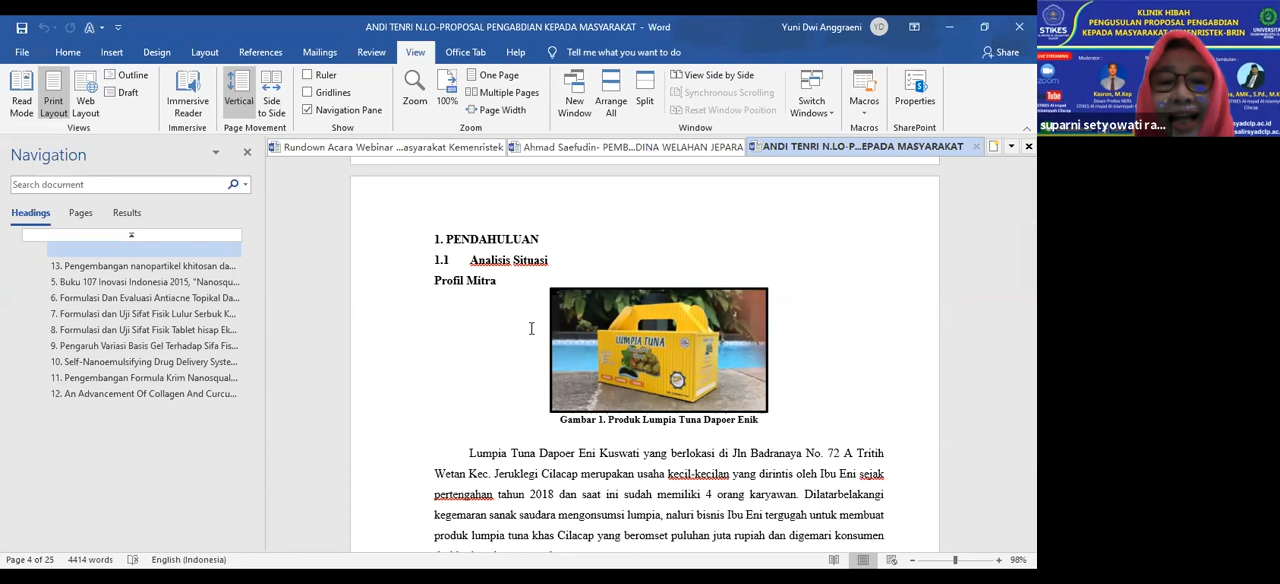 ANDI TENRI N.LO-PROPOSAL PENGABDIAN KEPADA MASYARAKAT - Word
Yuni Dwi Anggraeni
YD
File
Home
Insert
Design
Layout
References
Mailings
Review
View
Office Tab
Help
Tell me what you want to do
Share
Read Mode
Print Layout
Web Layout
Outline
Draft
Views
Immersive Reader
Immersive
Vertical
Side to Side
Page Movement
Ruler
Gridlines
Navigation Pane
Show
Zoom
100%
One Page
Multiple Pages
Page Width
Zoom
New Window
Arrange All
Split
View Side by Side
Synchronous Scrolling
Reset Window Position
Window
Switch Windows
Macros
Macros
Properties
SharePoint
Navigation
Search document
Headings
Pages
Results
13. Pengembangan nanopartikel khitosan da...
5. Buku 107 Inovasi Indonesia 2015, "Nanosqu...
6. Formulasi Dan Evaluasi Antiacne Topikal Da...
7. Formulasi dan Uji Sifat Fisik Lulur Serbuk K...
8. Formulasi dan Uji Sifat Fisik Tablet hisap Ek...
9. Pengaruh Variasi Basis Gel Terhadap Sifa Fis...
10. Self-Nanoemulsifying Drug Delivery Syste...
11. Pengembangan Formula Krim Nanosqual...
12. An Advancement Of Collagen And Curcu...
Rundown Acara Webinar ...asyarakat Kemenristek
Ahmad Saefudin- PEMB...DINA WELAHAN JEPARA
ANDI TENRI N.LO-P...EPADA MASYARAKAT
1. PENDAHULUAN
1.1 Analisis Situasi
Profil Mitra
LUMPIA TUNA
Gambar 1. Produk Lumpia Tuna Dapoer Enik
Lumpia Tuna Dapoer Eni Kuswati yang berlokasi di Jln Badranaya No. 72 A Tritih
Wetan Kec. Jeruklegi Cilacap merupakan usaha kecil-kecilan yang dirintis oleh Ibu Eni sejak
pertengahan tahun 2018 dan saat ini sudah memiliki 4 orang karyawan. Dilatarbelakangi
kegemaran sanak saudara mengonsumsi lumpia, naluri bisnis Ibu Eni tergugah untuk membuat
produk lumpia tuna khas Cilacap yang beromset puluhan juta rupiah dan digemari konsumen
Page 4 of 25
4414 words
English (Indonesia)
98%
KLINIK HIBAH
PENGUSULAN PROPOSAL PENGABDIAN
KEPADA MASYARAKAT KEMENRISTEK-BRIN
STIKES
LIVE STREAMING
zoom
Tube
Moderator :
Kasron, M.Kep
suparni setyowati ra...